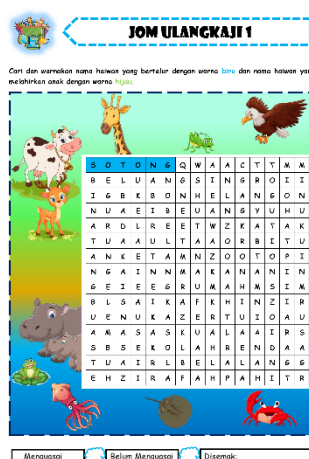 JOM ULANGKAJI 1
Cari dan warnakan nama haiwan yang bertelur dengan warna biru dan nama haiwan
melahirkan anak dengan warna hijau.
S O T O N G Q W A A C T T M M
B E L U A N G S I N G R O I I
I G B K B O N H E L A N G O N
N U A E I B E U A N G Y U H U
A R D L R E E T W Z K A T A K
T U A A U L T A A O R B I T U
A N K E T A M N Z O O T O P I
N G A I N N M A K A N A N I N
G E I E E G R U M A H M S I M
B L S A I K A F K H I N Z I R
U E N U K A Z E R T U I O A U
A M A S A S K U A L A A I R S
S B S E K O L A H R E N D A A
T U A I R L B E L A L A N G G
E H Z I R A F A H P A H I T R
Menguasai
Belum Menguasai
Disemak: